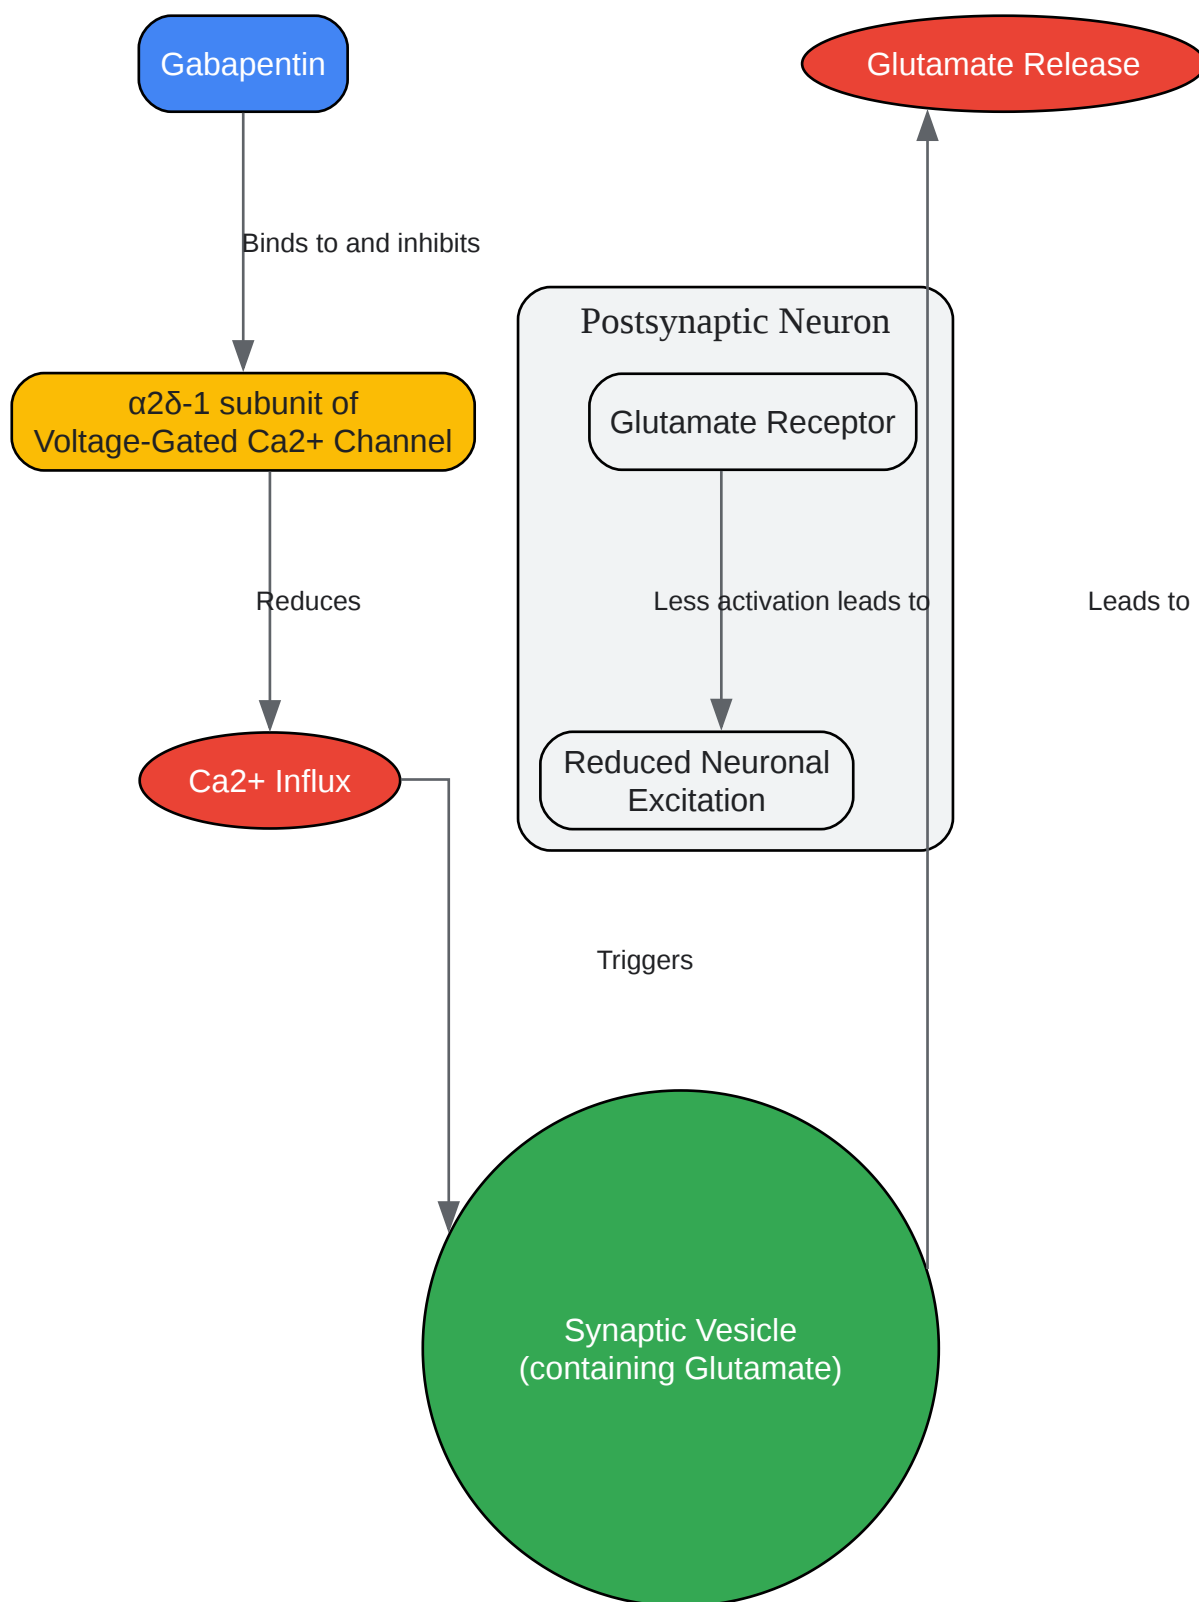 Gabapentin
Glutamate Release
Binds to and inhibits
Postsynaptic Neuron
α2δ-1 subunit of
Voltage-Gated Ca2+ Channel
Glutamate Receptor
Reduces
Less activation leads to
Leads to
Ca2+ Influx
Reduced Neuronal
Excitation
Triggers
Synaptic Vesicle
(containing Glutamate)